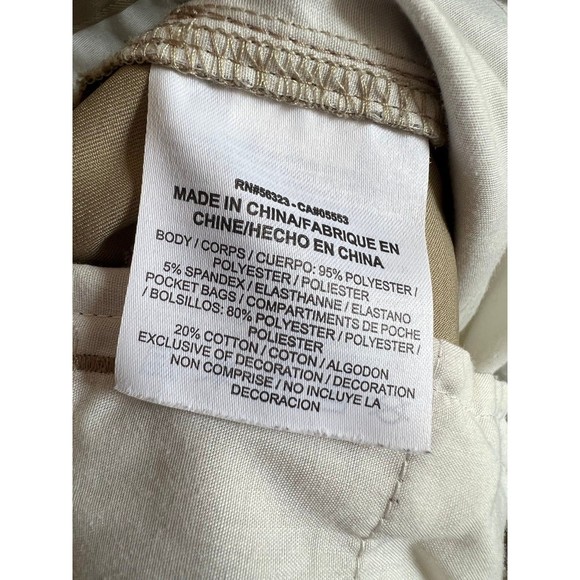 RN#56323 - CA#05553
MADE IN CHINA/FABRIQUE EN
CHINE/HECHO EN CHINA
BODY / CORPS / CUERPO: 95% POLYESTER /
POLYESTER / POLIESTER
5% SPANDEX / ELASTHANNE / ELASTANO
POCKET BAGS / COMPARTIMENTS DE POCHE
/ BOLSILLOS: 80% POLYESTER / POLYESTER /
POLIESTER
20% COTTON / COTON / ALGODON
EXCLUSIVE OF DECORATION / DECORATION
NON COMPRISE / NO INCLUYE LA
DECORACION